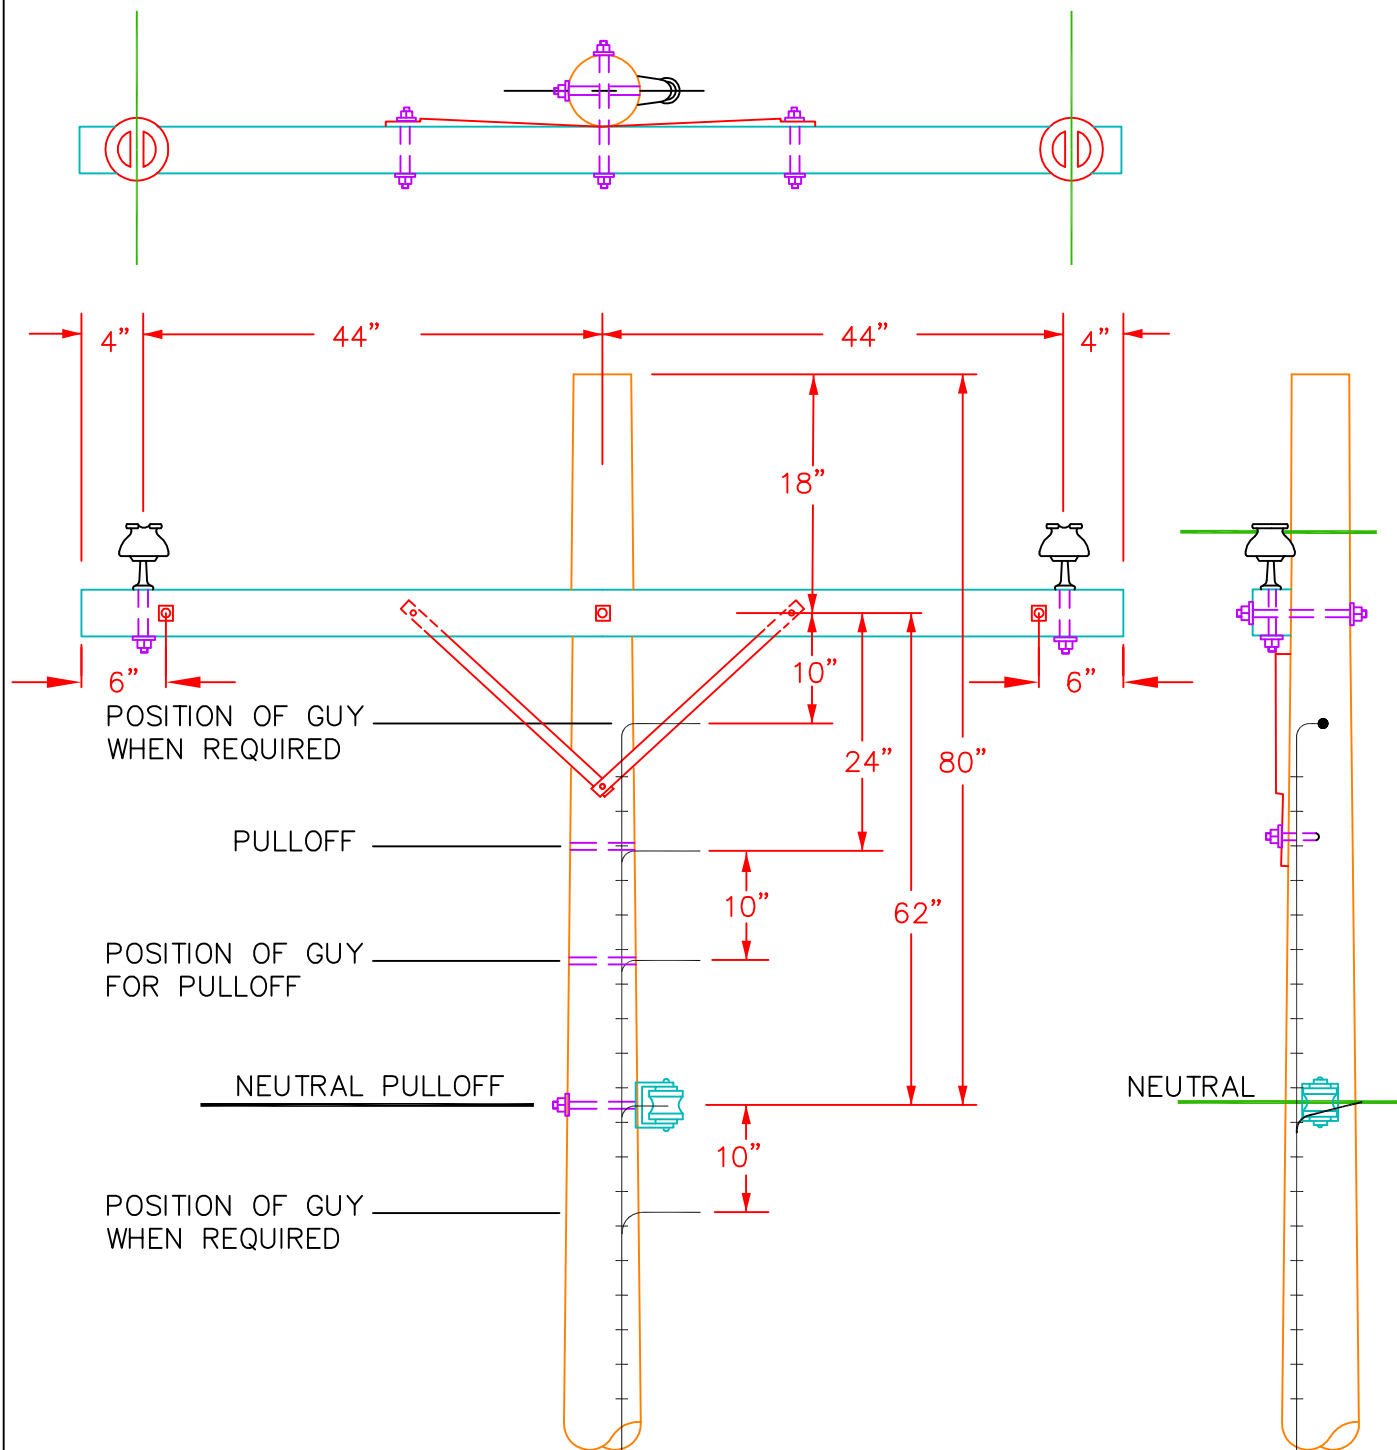 4” 44” 44” 4”
18”
6” 10” 6”
POSITION OF GUY
WHEN REQUIRED
24” 80”
PULLOFF
10” 62”
POSITION OF GUY
FOR PULLOFF
NEUTRAL PULLOFF
NEUTRAL
10”
POSITION OF GUY
WHEN REQUIRED